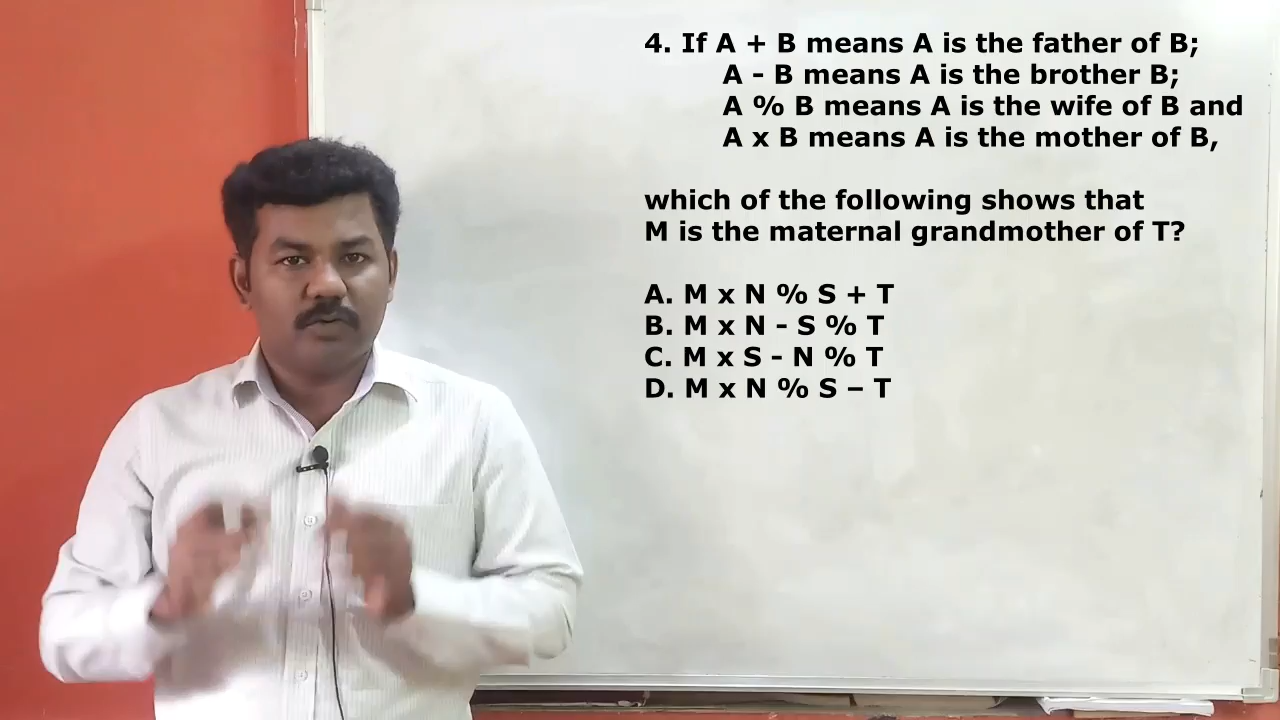 4. If A + B means A is the father of B;
A - B means A is the brother B;
A % B means A is the wife of B and
A x B means A is the mother of B,
which of the following shows that
M is the maternal grandmother of T?
A. M x N % S + T
B. M x N - S % T
C. M x S - N % T
D. M x N % S – T